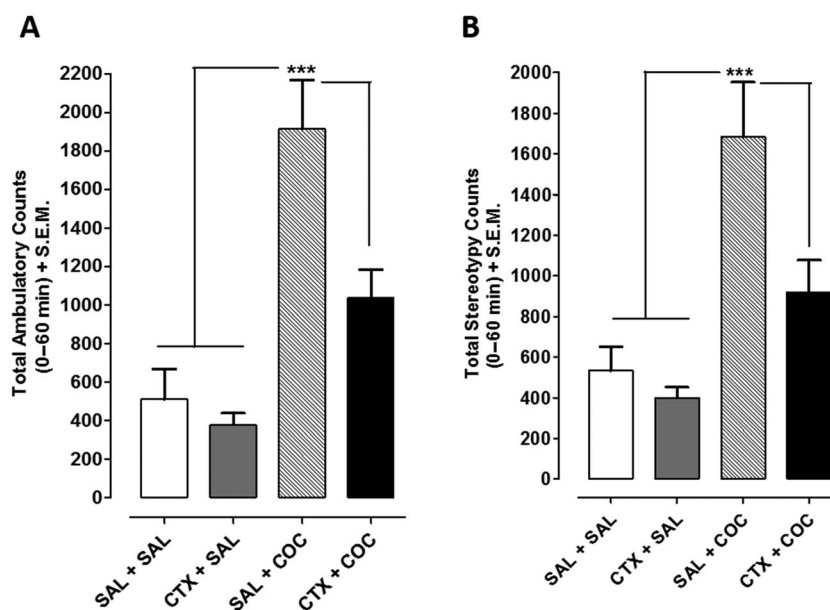 A
Total Ambulatory Counts
(0–60 min) + S.E.M.
2200
2000
1800
1600
1400
1200
1000
800
600
400
200
0
***
SAL + SAL
CTX + SAL
SAL + COC
CTX + COC
B
Total Stereotypy Counts
(0–60 min) + S.E.M.
2000
1800
1600
1400
1200
1000
800
600
400
200
0
***
SAL + SAL
CTX + SAL
SAL + COC
CTX + COC